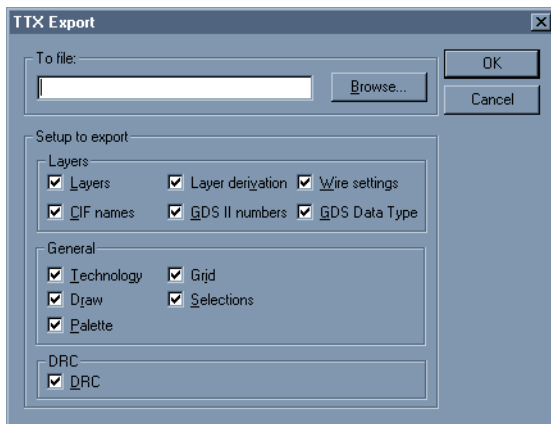 TTX Export
To file:
Browse...
OK
Cancel
Setup to export
Layers
Layers Layer derivation Wire settings
CIF names GDS II numbers GDS Data Type
General
Technology Grid
Draw Selections
Palette
DRC
DRC